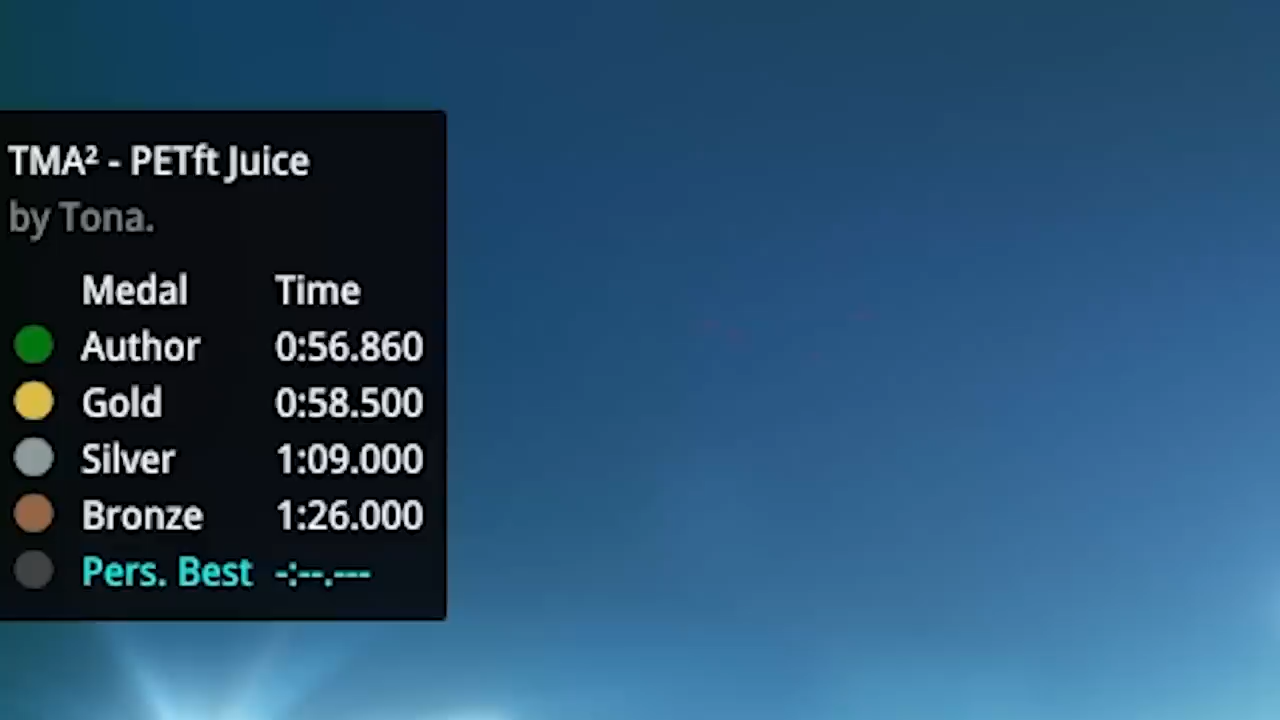 TMA² - PETft Juice
by Tona.
Medal Time
Author 0:56.860
Gold 0:58.500
Silver 1:09.000
Bronze 1:26.000
Pers. Best -:--.---